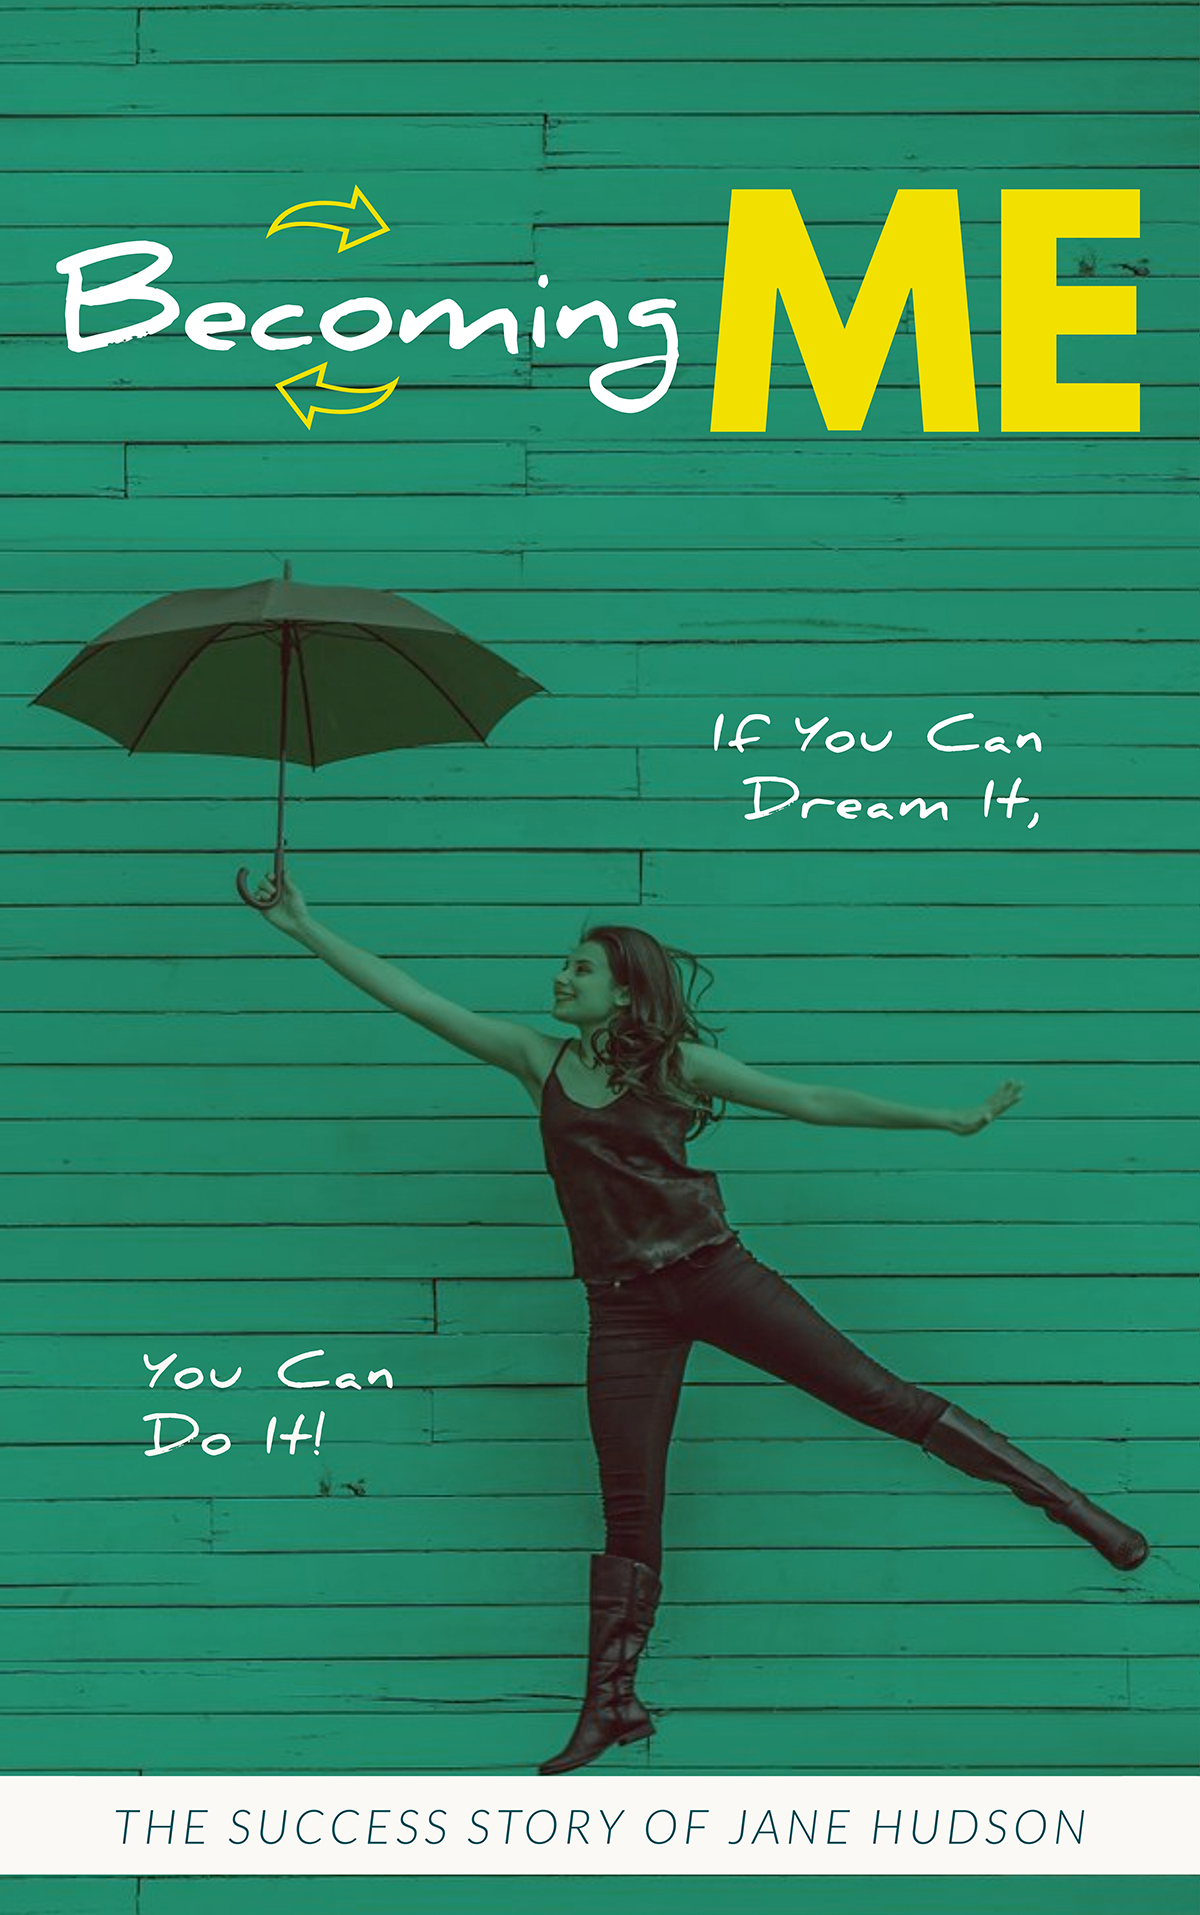 Becoming ME
If You Can
Dream It,
You Can
Do It!
THE SUCCESS STORY OF JANE HUDSON